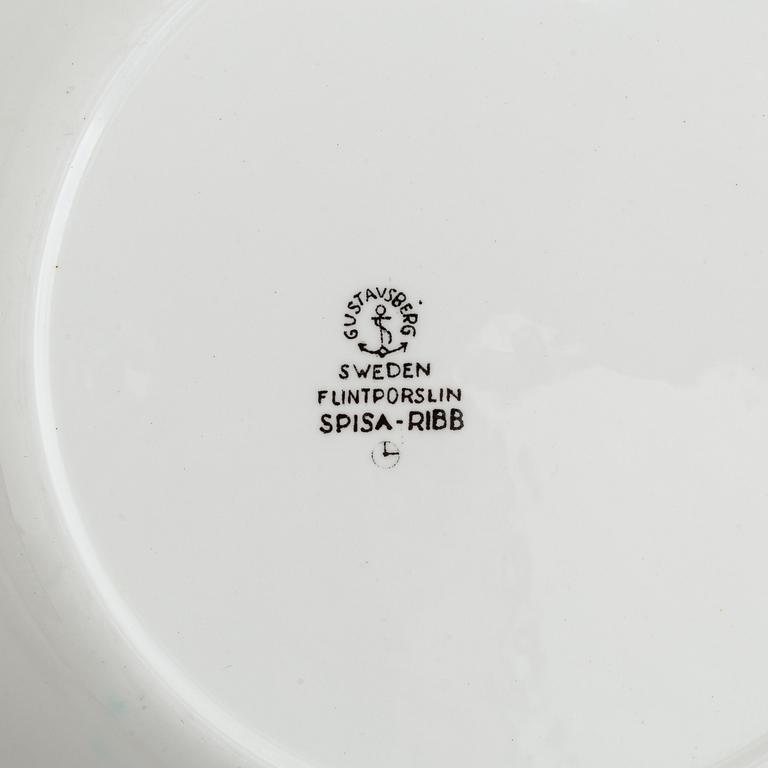 GUSTAVSBERG
SWEDEN
FLINTPORSLIN
SPISA-RIBB